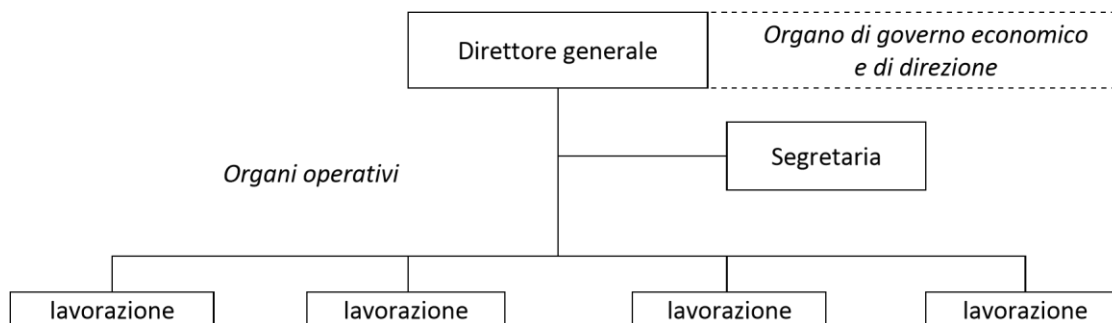 Direttore generale
Organo di governo economico
e di direzione
Segretaria
Organi operativi
lavorazione
lavorazione
lavorazione
lavorazione